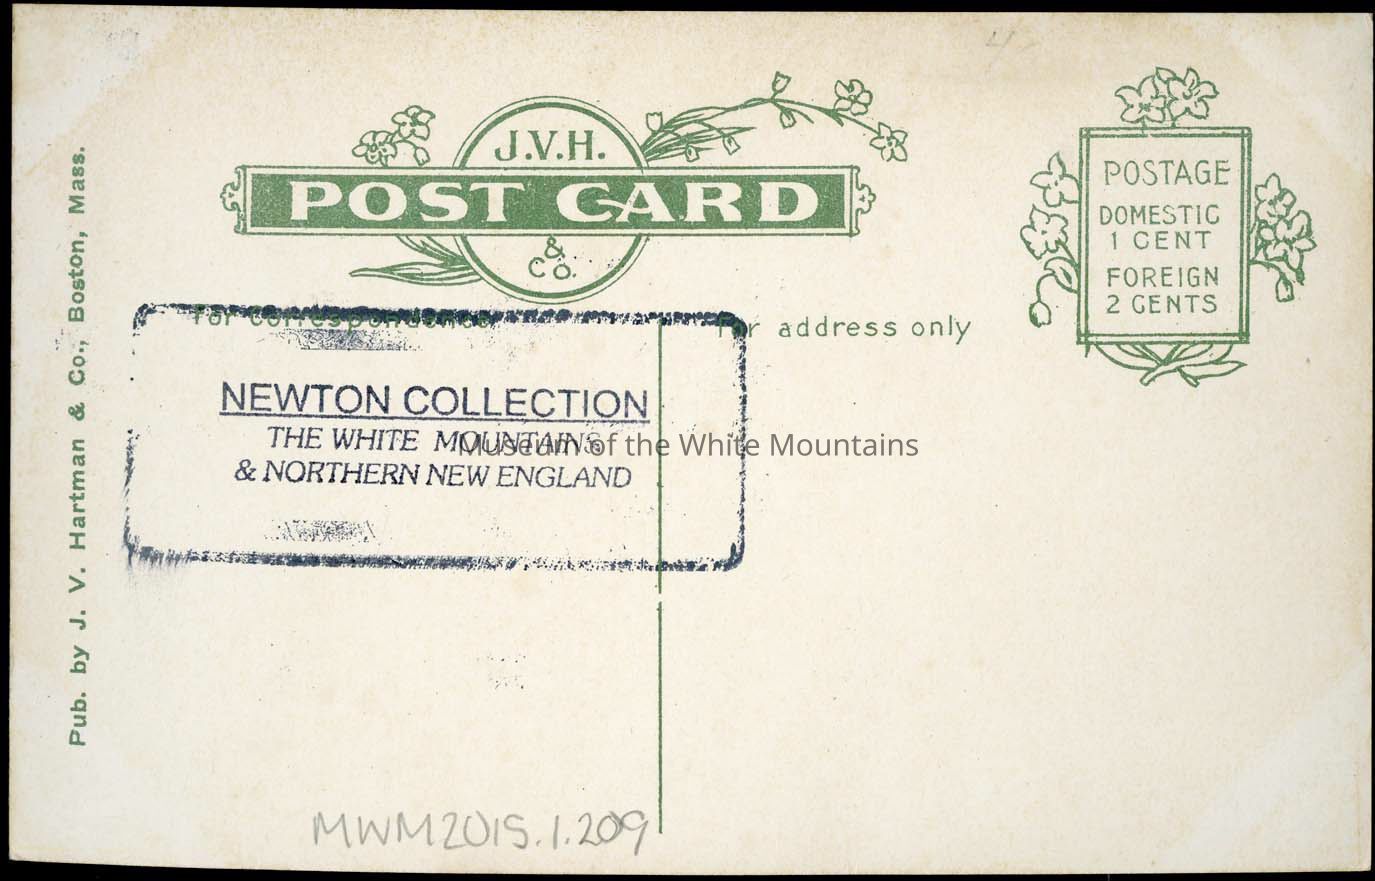 J.V.H.
POST CARD
&
Co.
POSTAGE
DOMESTIC
1 CENT
FOREIGN
2 CENTS
for correspondence
for address only
Pub. by J. V. Hartman & Co., Boston, Mass.
NEWTON COLLECTION
THE WHITE MOUNTAINS
& NORTHERN NEW ENGLAND
Museum of the White Mountains
MWM2015.1.209